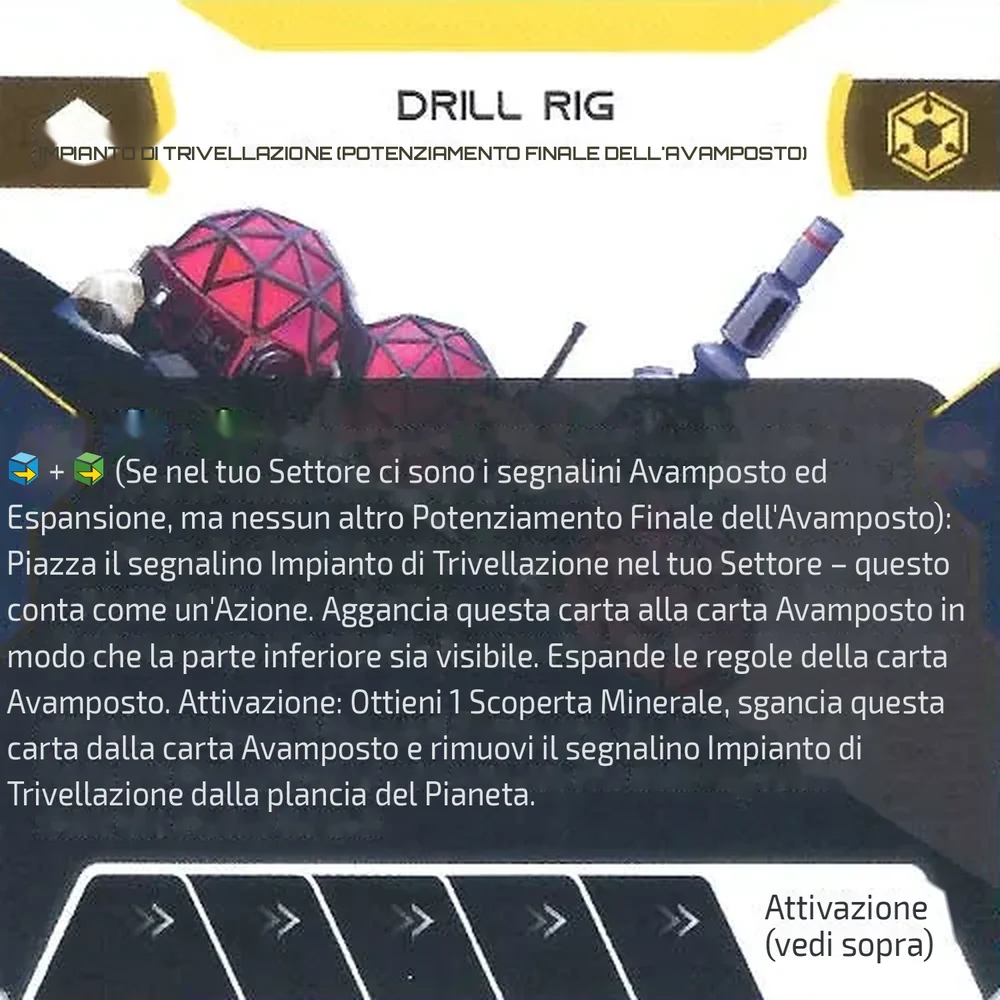 DRILL RIG
IMPIANTO DI TRIVELLAZIONE (POTENZIAMENTO FINALE DELL'AVAMPOSTO)
+ (Se nel tuo Settore ci sono i segnalini Avamposto ed
Espansione, ma nessun altro Potenziamento Finale dell'Avamposto):
Piazza il segnalino Impianto di Trivellazione nel tuo Settore – questo
conta come un'Azione. Aggancia questa carta alla carta Avamposto in
modo che la parte inferiore sia visibile. Espande le regole della carta
Avamposto. Attivazione: Ottieni 1 Scoperta Minerale, sgancia questa
carta dalla carta Avamposto e rimuovi il segnalino Impianto di
Trivellazione dalla plancia del Pianeta.
Attivazione
(vedi sopra)